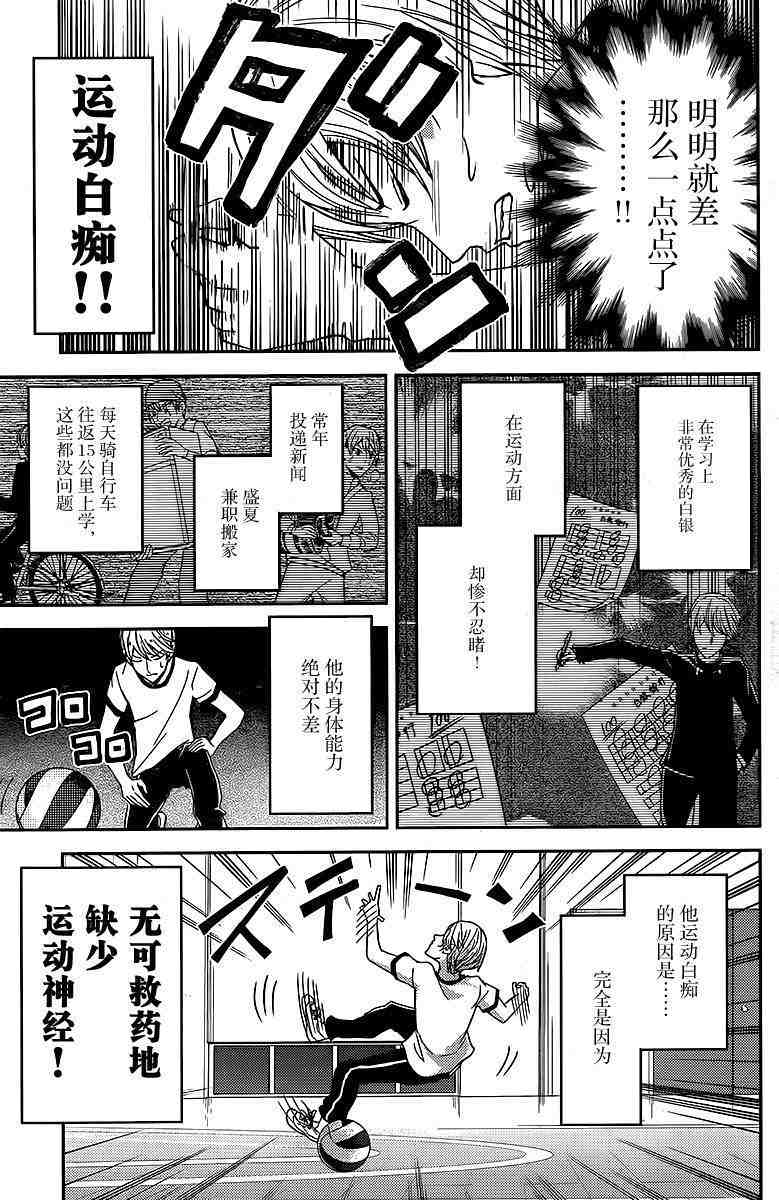 明明就差
那么一点点了
………!!
ダダンッ
运动白痴!!
在学习上
非常优秀的白银
在运动方面
却惨不忍睹！
常年
投递新闻
盛夏
兼职搬家
每天骑自行车
往返15公里上学，
这些都没问题
他的身体能力
绝对不差
コロ
コロ
他运动白痴
的原因是……
完全是因为
ステーン
无可救药地
缺少
运动神经！